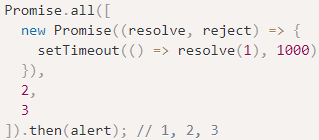 Promise.all([
  new Promise((resolve, reject) => {
    setTimeout(() => resolve(1), 1000)
  }),
  2,
  3
]).then(alert); // 1, 2, 3